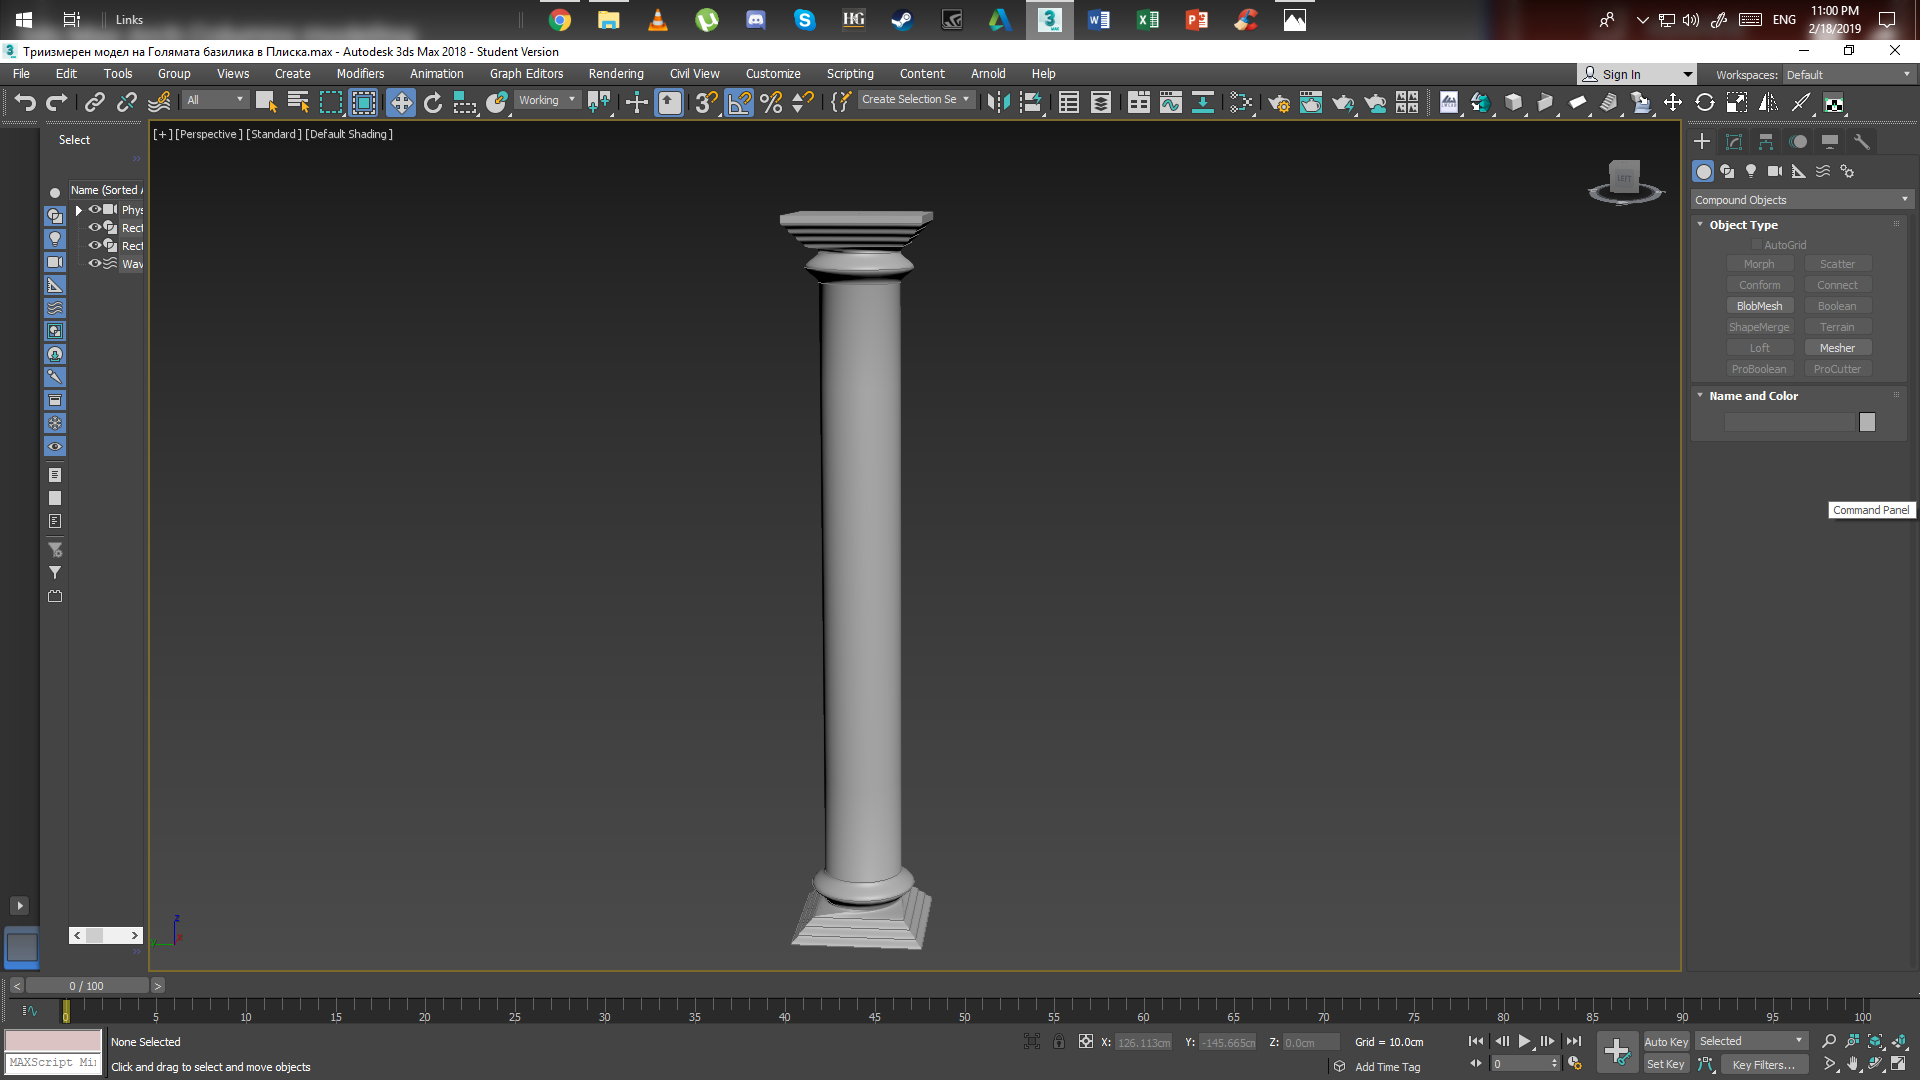 Links
ENG
11:00 PM
2/18/2019
Триизмерен модел на Голямата базилика в Плиска.max - Autodesk 3ds Max 2018 - Student Version
File Edit Tools Group Views Create Modifiers Animation Graph Editors Rendering Civil View Customize Scripting Content Arnold Help
Sign In
Workspaces: Default
All
Working
Create Selection Se
Select
[+] [Perspective ] [Standard ] [Default Shading ]
Name (Sorted A
Phys
Rect
Rect
Wav
LEFT
Compound Objects
Object Type
AutoGrid
Morph Scatter
Conform Connect
BlobMesh Boolean
ShapeMerge Terrain
Loft Mesher
ProBoolean ProCutter
Name and Color
Command Panel
z
0 / 100
0 5 10 15 20 25 30 35 40 45 50 55 60 65 70 75 80 85 90 95 100
None Selected
X: 126.113cm Y: -145.665cm Z: 0.0cm Grid = 10.0cm
Auto Key Selected
MAXScript Mi
Click and drag to select and move objects
Add Time Tag
0
Set Key Key Filters...